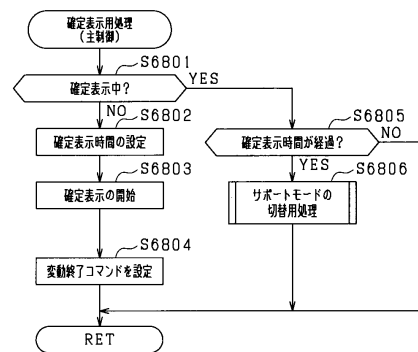 確定表示用処理
(主制御)
S6801
確定表示中?
YES
NO
S6802
確定表示時間の設定
S6803
確定表示の開始
S6804
変動終了コマンドを設定
S6805
確定表示時間が経過?
NO
YES
S6806
サポートモードの
切替用処理
RET